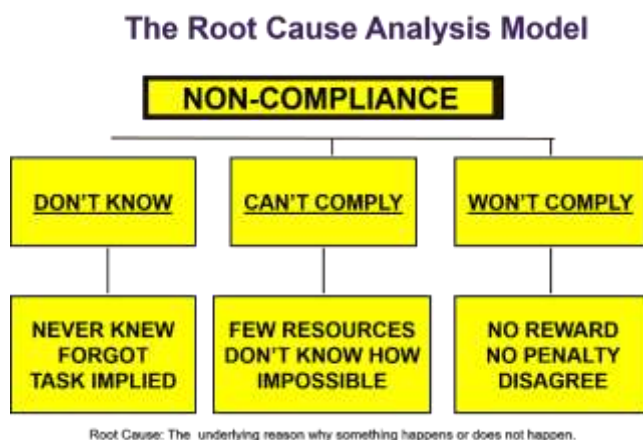 The Root Cause Analysis Model
NON-COMPLIANCE
DON'T KNOW
CAN'T COMPLY
WON'T COMPLY
NEVER KNEW
FORGOT
TASK IMPLIED
FEW RESOURCES
DON'T KNOW HOW
IMPOSSIBLE
NO REWARD
NO PENALTY
DISAGREE
Root Cause: The underlying reason why something happens or does not happen.